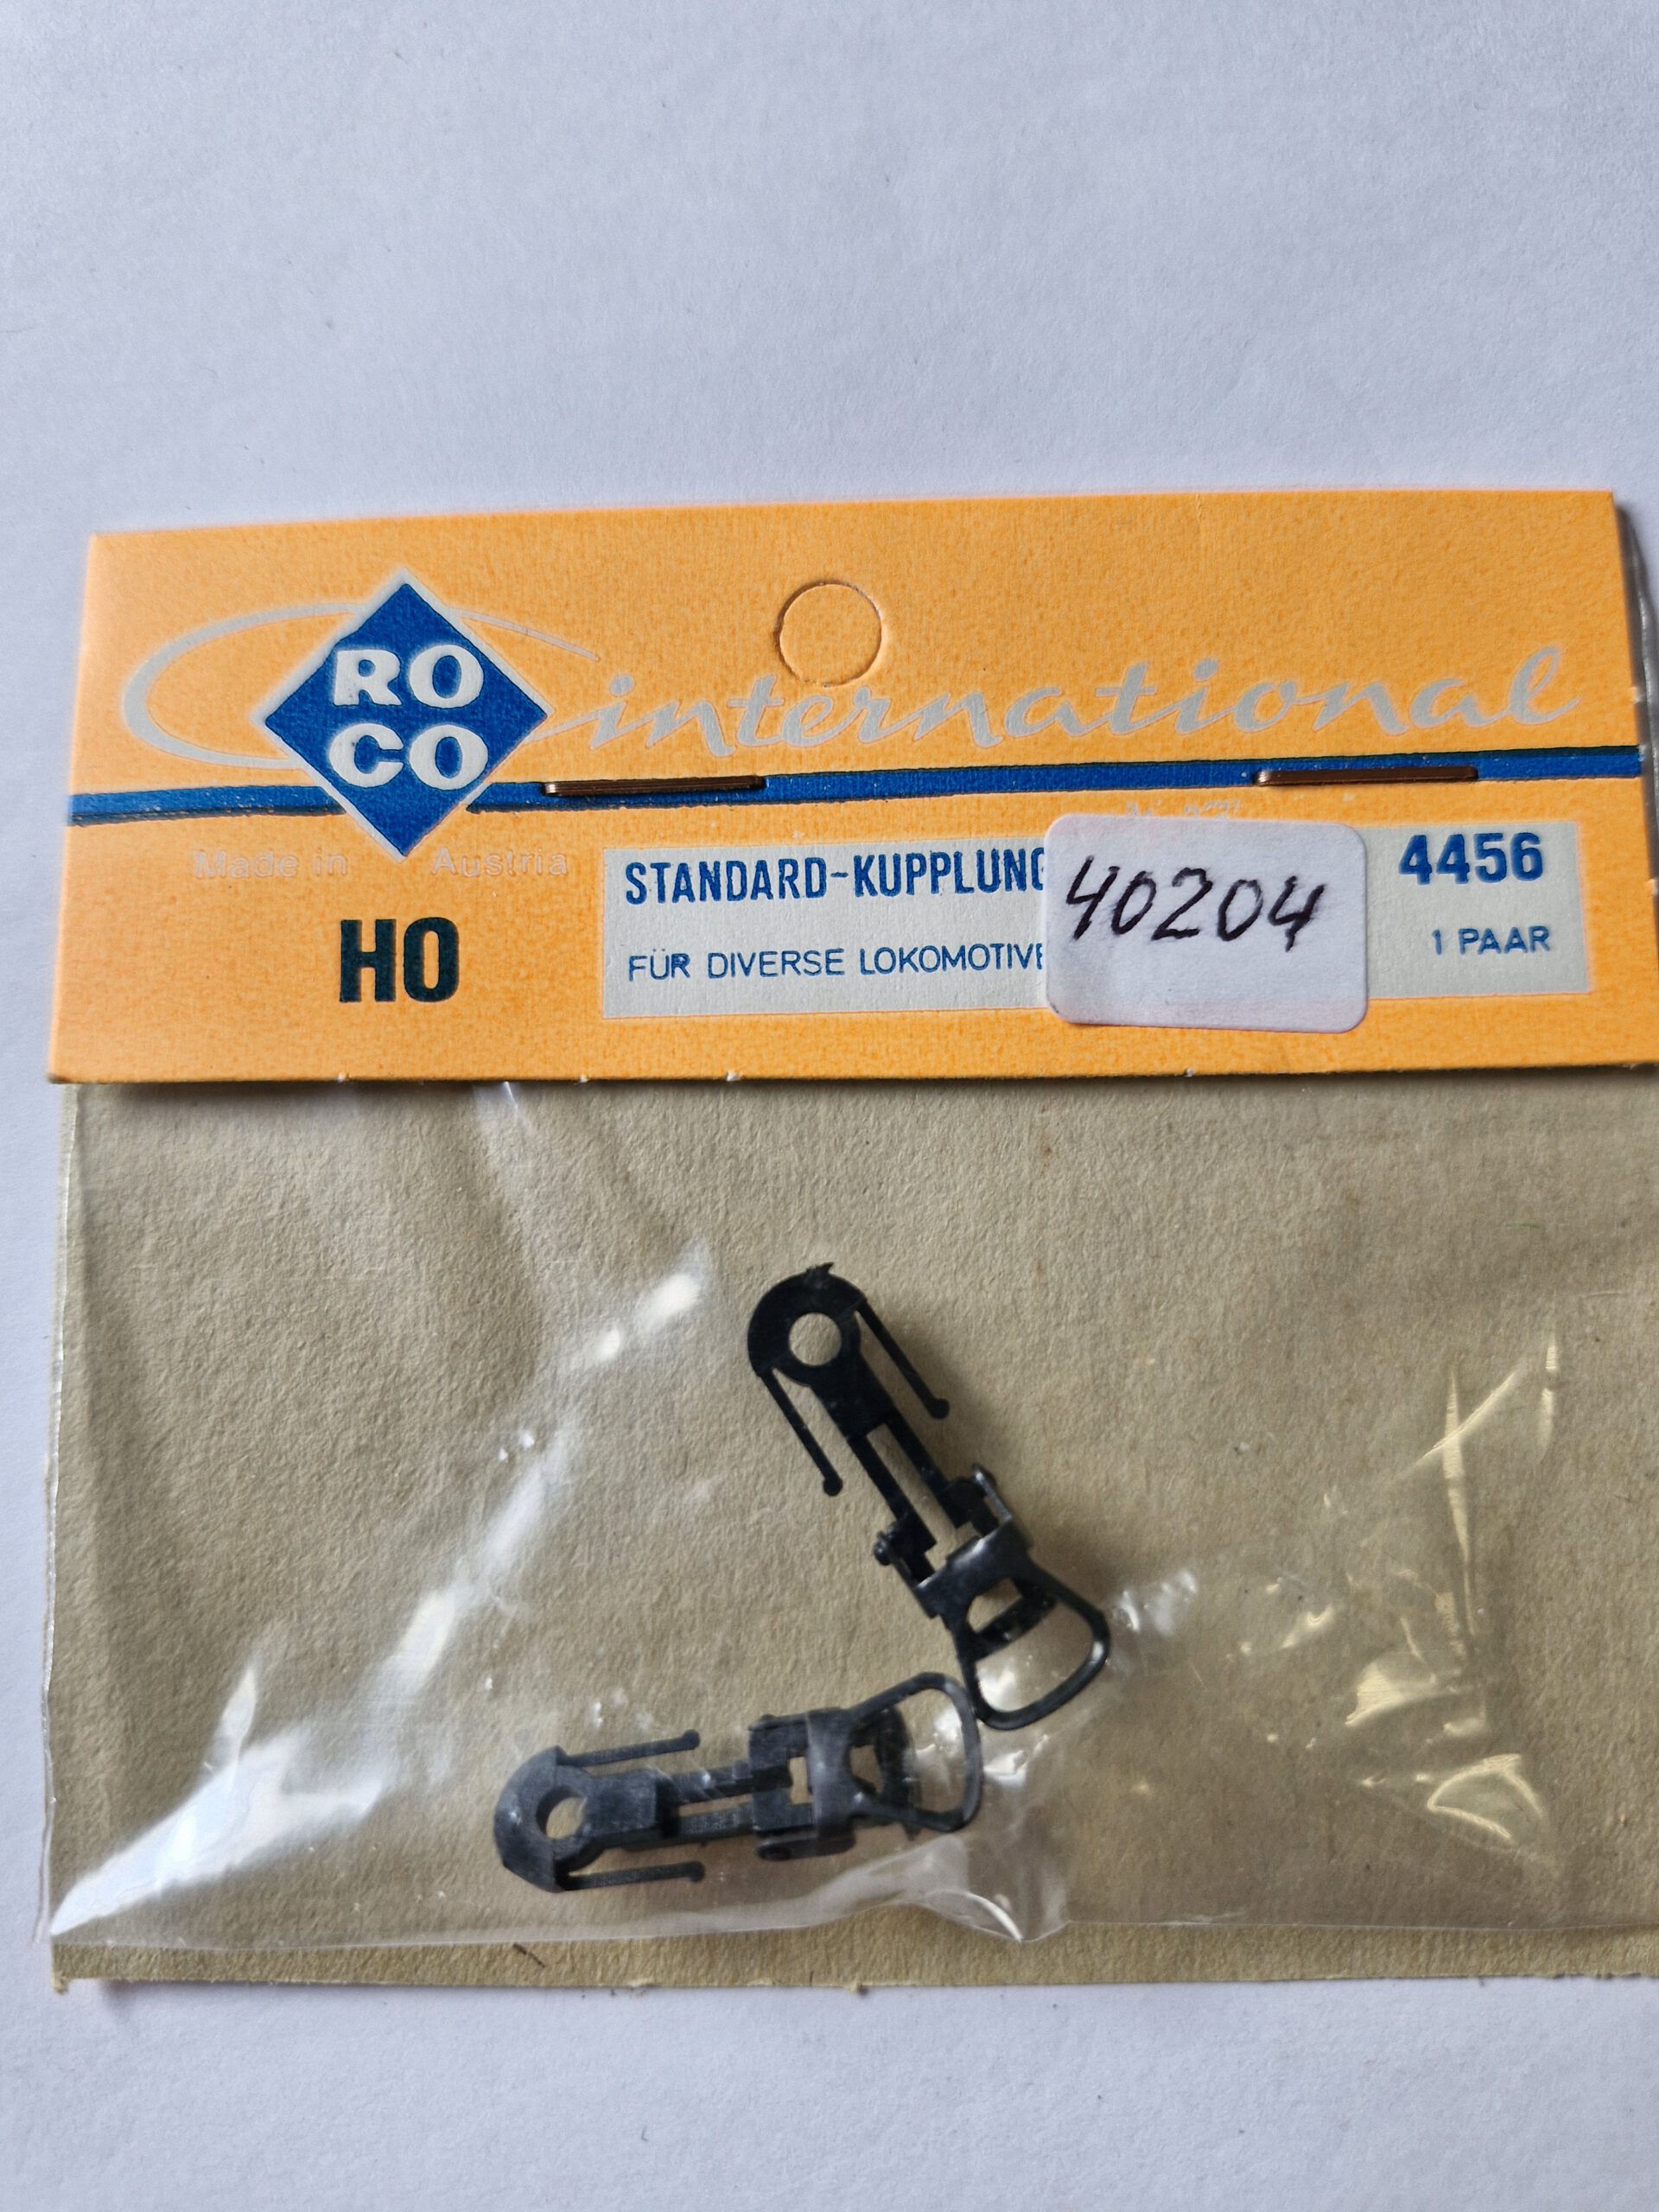 RO
CO
international
Made in Austria
HO
STANDARD-KUPPLUNG
4456
FÜR DIVERSE LOKOMOTIVE
1 PAAR
40204